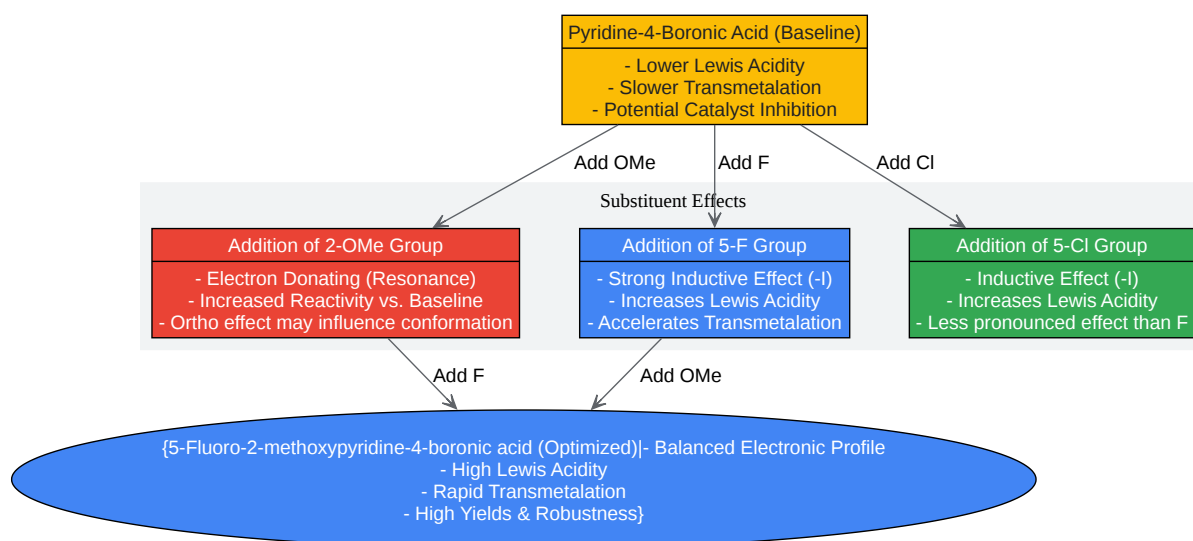 Pyridine-4-Boronic Acid (Baseline)
- Lower Lewis Acidity
- Slower Transmetalation
- Potential Catalyst Inhibition
Add OMe
Add F
Add Cl
Substituent Effects
Addition of 2-OMe Group
- Electron Donating (Resonance)
- Increased Reactivity vs. Baseline
- Ortho effect may influence conformation
Addition of 5-F Group
- Strong Inductive Effect (-I)
- Increases Lewis Acidity
- Accelerates Transmetalation
Addition of 5-Cl Group
- Inductive Effect (-I)
- Increases Lewis Acidity
- Less pronounced effect than F
Add F
Add OMe
{5-Fluoro-2-methoxypyridine-4-boronic acid (Optimized)|- Balanced Electronic Profile
- High Lewis Acidity
- Rapid Transmetalation
- High Yields & Robustness}